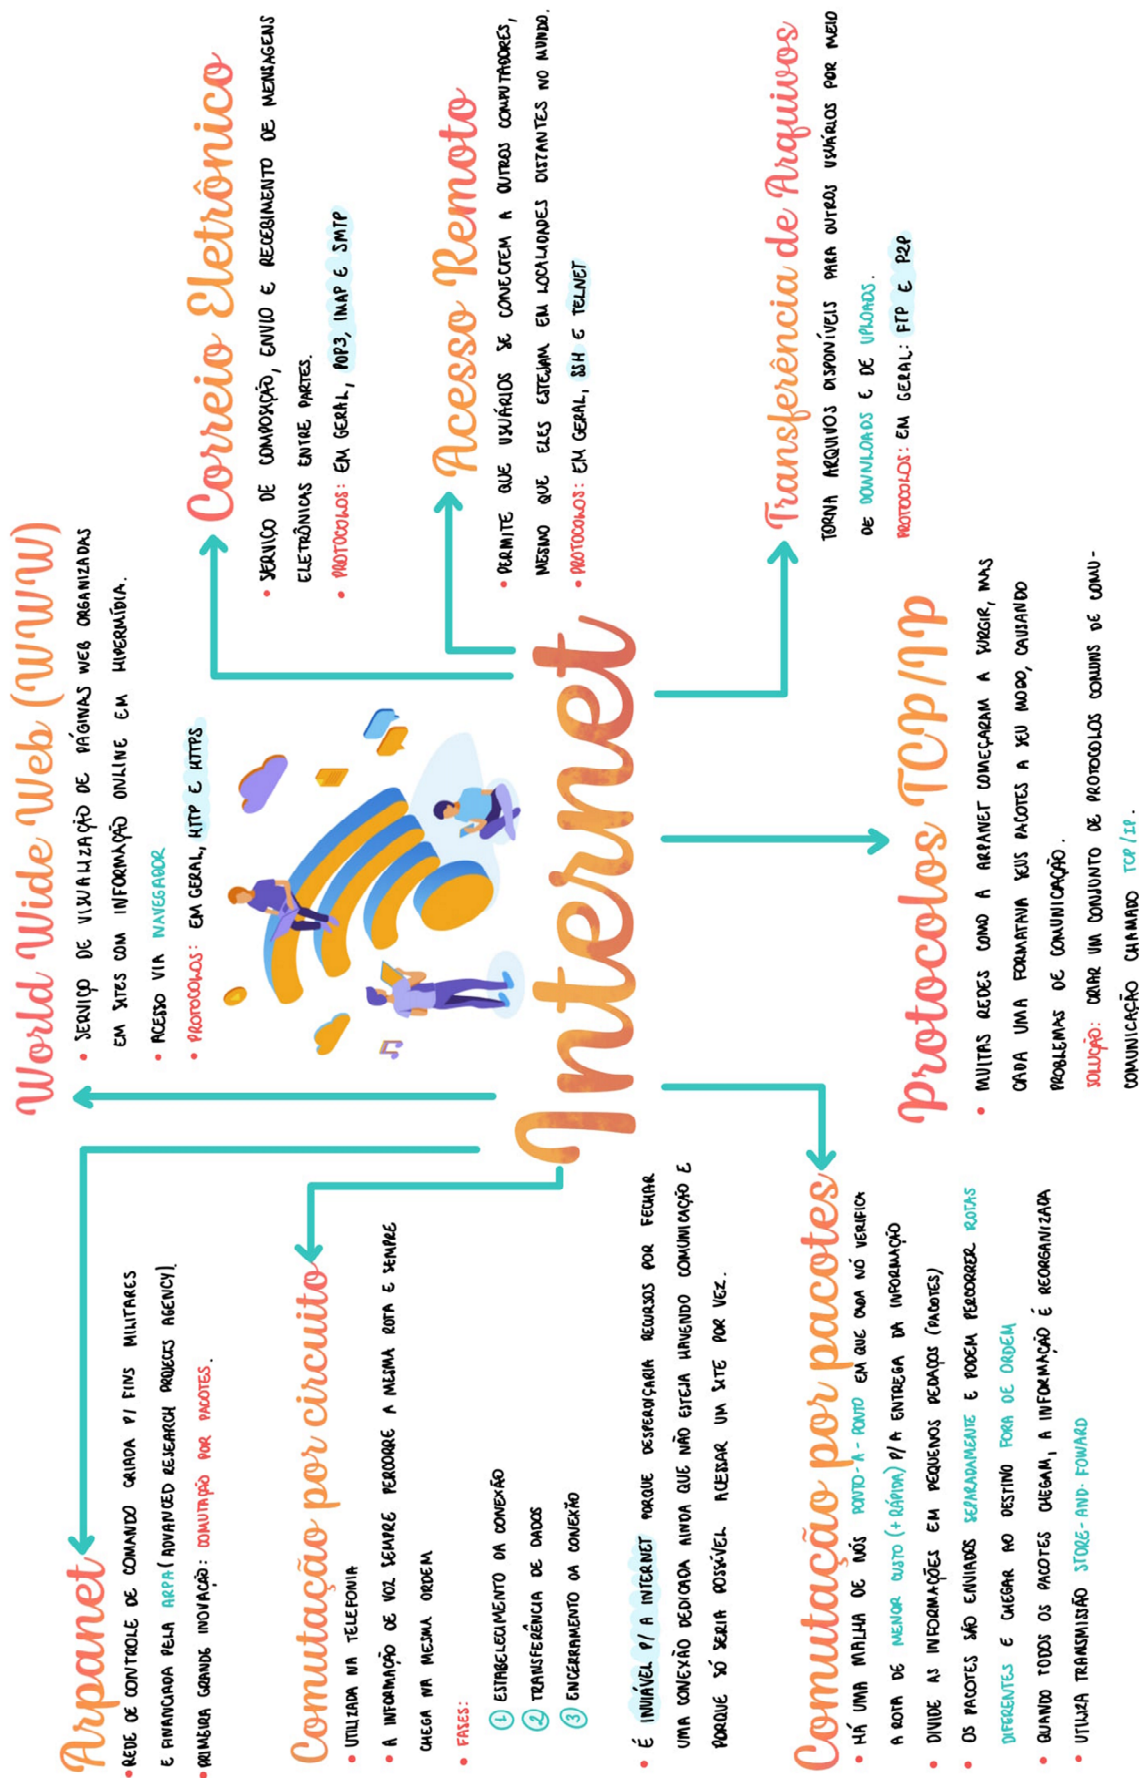 Arpanet
• REDE DE CONTROLE DE COMANDO CRIADA P/ FINS MILITARES
E FINANCIADA PELA ARPA (ADVANCED RESEARCH PROJECTS AGENCY).
• PRIMEIRA GRANDE INOVAÇÃO: COMUTAÇÃO POR PACOTES.
World Wide Web (WWW)
• SERVIÇO DE VISUALIZAÇÃO DE PÁGINAS WEB ORGANIZADAS
EM SITES COM INFORMAÇÃO ONLINE EM HIPERMÍDIA.
• ACESSO VIA NAVEGADOR
• PROTOCOLOS: EM GERAL, HTTP E HTTPS
Correio Eletrônico
• SERVIÇO DE COMPOSIÇÃO, ENVIO E RECEBIMENTO DE MENSAGENS
ELETRÔNICAS ENTRE PARTES.
• PROTOCOLOS: EM GERAL, POP3, IMAP E SMTP
Comutação por circuito
• UTILIZADA NA TELEFONIA
• A INFORMAÇÃO DE VOZ SEMPRE PERCORRE A MESMA ROTA E SEMPRE
CHEGA NA MESMA ORDEM
• FASES:
1 ESTABELECIMENTO DA CONEXÃO
2 TRANSFERÊNCIA DE DADOS
3 ENCERRAMENTO DA CONEXÃO
• É INVIÁVEL P/ A INTERNET PORQUE DESPERDIÇARIA RECURSOS POR FECHAR
UMA CONEXÃO DEDICADA AINDA QUE NÃO ESTEJA HAVENDO COMUNICAÇÃO E
PORQUE SÓ SERIA POSSÍVEL ACESSAR UM SITE POR VEZ.
Internet
Acesso Remoto
• PERMITE QUE USUÁRIOS SE CONECTEM A OUTROS COMPUTADORES,
MESMO QUE ELES ESTEJAM EM LOCALIDADES DISTANTES NO MUNDO.
• PROTOCOLOS: EM GERAL, SSH E TELNET
Comutação por pacotes
• HÁ UMA MALHA DE NÓS PONTO-A-PONTO EM QUE CADA NÓ VERIFICA
A ROTA DE MENOR CUSTO (+ RÁPIDA) P/ A ENTREGA DA INFORMAÇÃO
• DIVIDE AS INFORMAÇÕES EM PEQUENOS PEDAÇOS (PACOTES)
• OS PACOTES SÃO ENVIADOS SEPARADAMENTE E PODEM PERCORRER ROTAS
DIFERENTES E CHEGAR AO DESTINO FORA DE ORDEM
• QUANDO TODOS OS PACOTES CHEGAM, A INFORMAÇÃO É REORGANIZADA
• UTILIZA TRANSMISSÃO STORE-AND-FOWARD
Protocolos TCP/IP
• MUITAS REDES COMO A ARPANET COMEÇARAM A SURGIR, MAS
CADA UMA FORMATAVA SEUS PACOTES A SEU MODO, CAUSANDO
PROBLEMAS DE COMUNICAÇÃO.
SOLUÇÃO: CRIAR UM CONJUNTO DE PROTOCOLOS COMUNS DE COMU-
COMUNICAÇÃO CHAMADO TCP/IP.
Transferência de Arquivos
TORNA ARQUIVOS DISPONÍVEIS PARA OUTROS USUÁRIOS POR MEIO
DE DOWNLOADS E DE UPLOADS.
PROTOCOLOS: EM GERAL: FTP E P2P